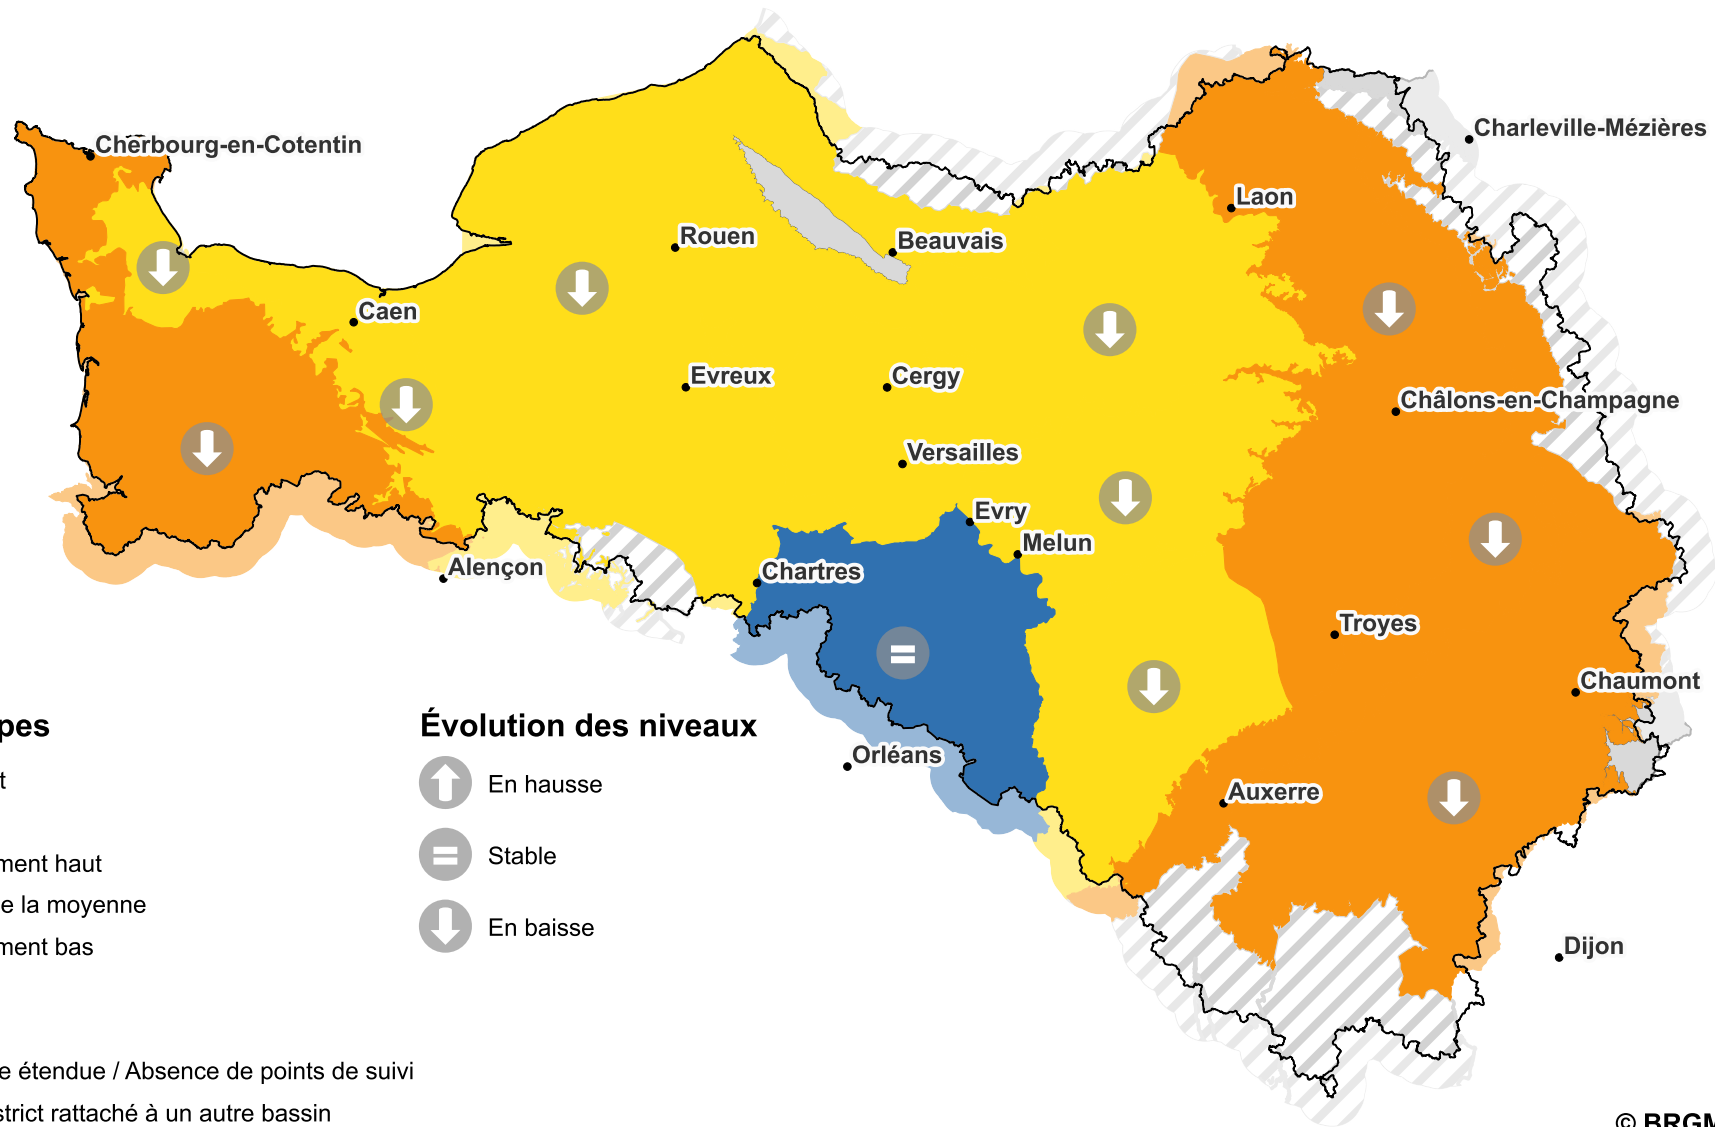 Cherbourg-en-Cotentin
Charleville-Mézières
Laon
Rouen
Beauvais
Caen
Evreux
Cergy
Châlons-en-Champagne
Versailles
Evry
Melun
Alençon
Chartres
Troyes
Chaumont
Orléans
Auxerre
Dijon
pes
t
ment haut
e la moyenne
ment bas
e étendue / Absence de points de suivi
strict rattaché à un autre bassin
Évolution des niveaux
En hausse
Stable
En baisse
© BRGM